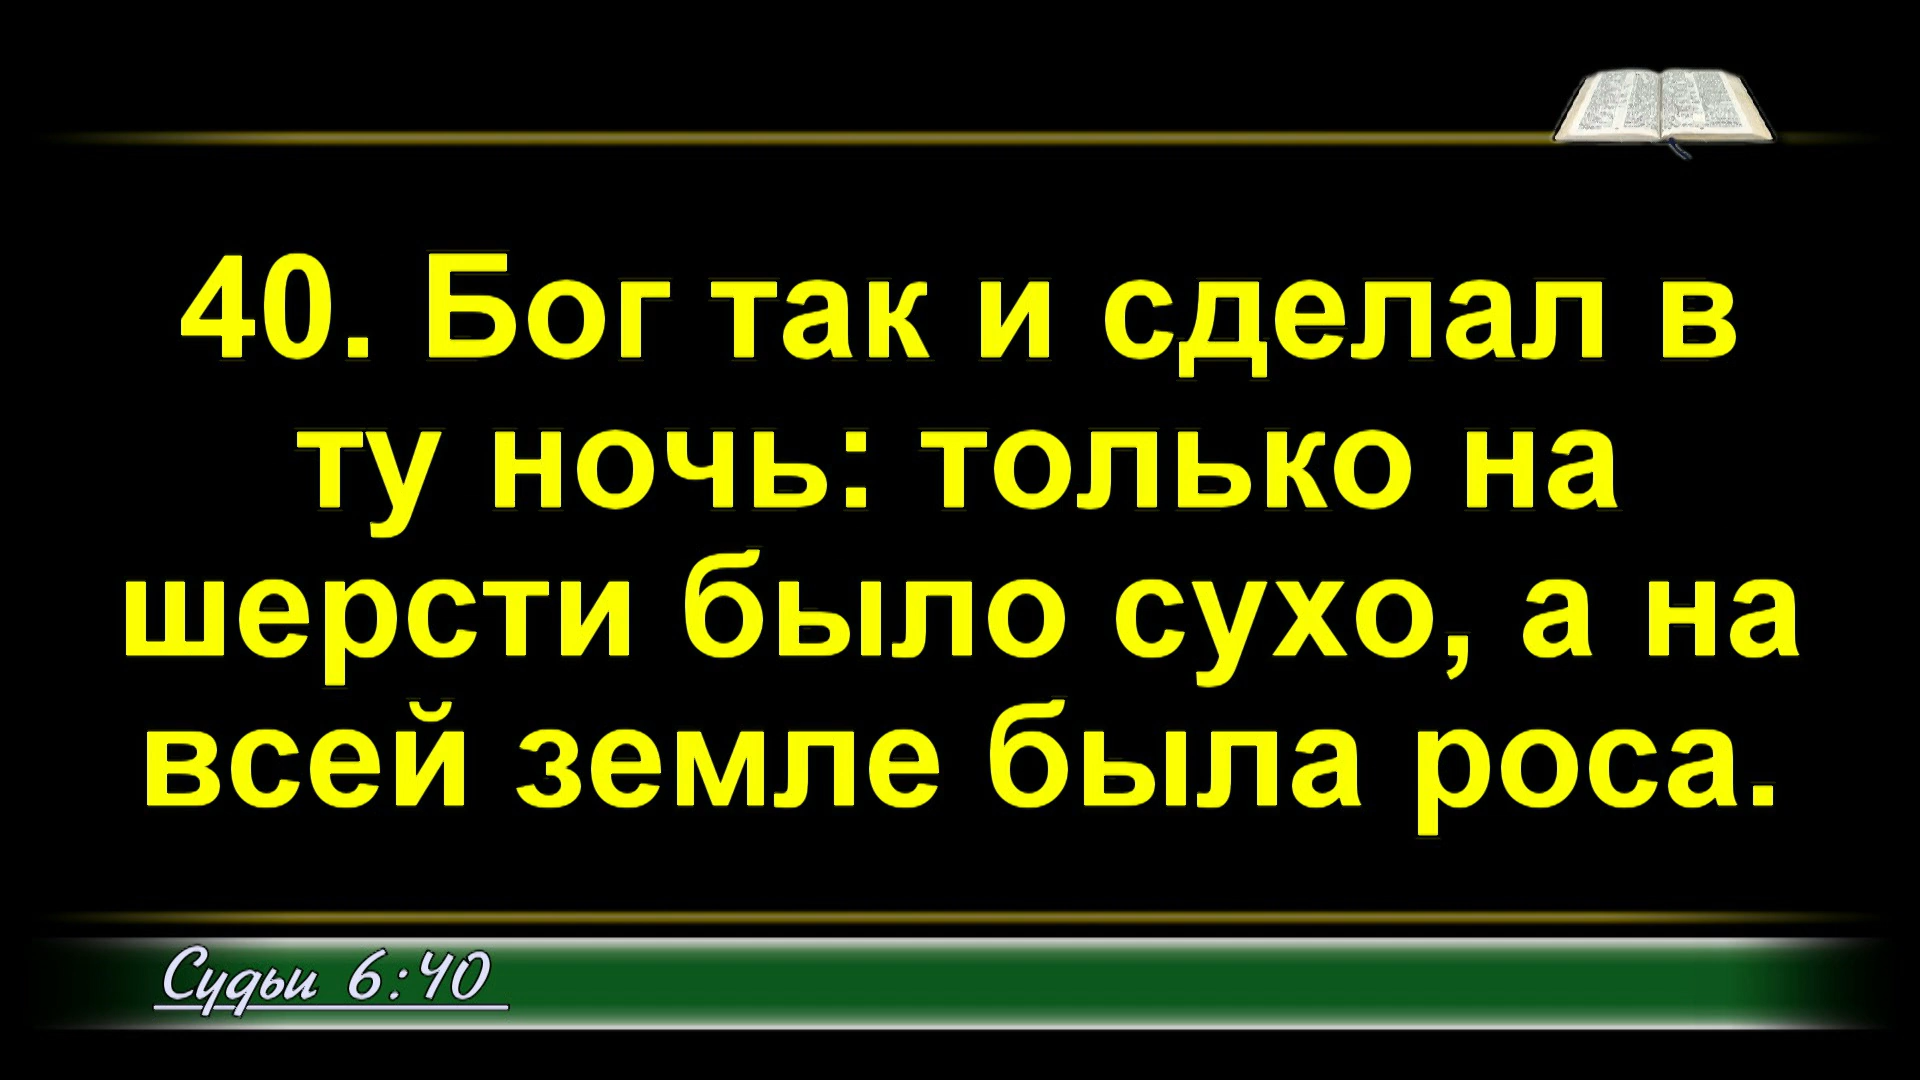 40. Бог так и сделал в
ту ночь: только на
шерсти было сухо, а на
всей земле была роса.
Судьи 6:40